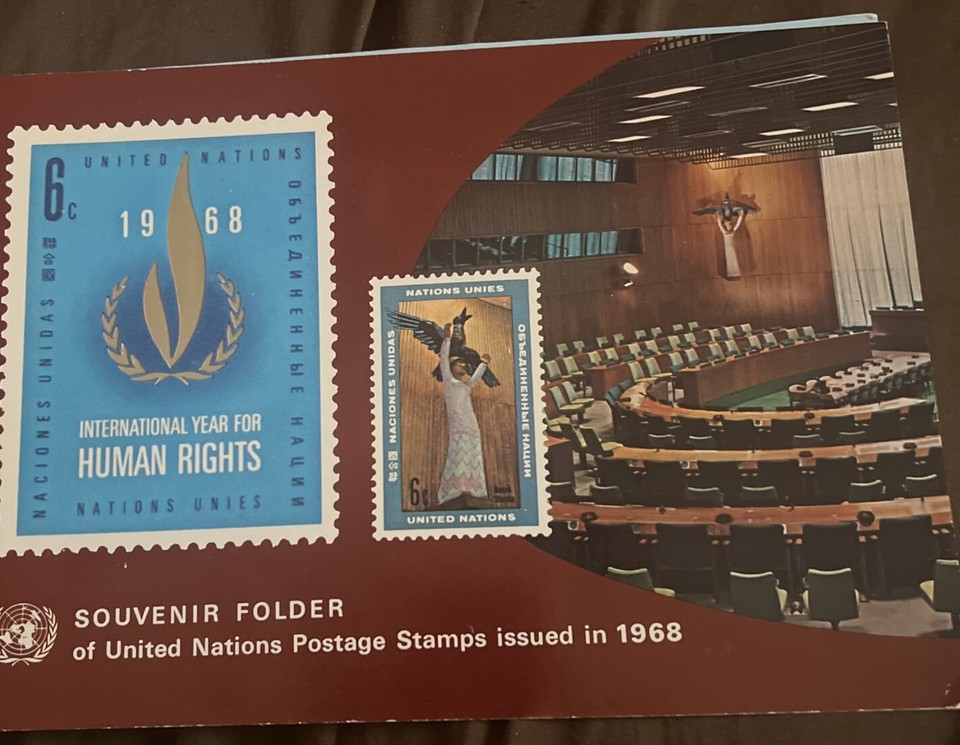 6c
UNITED NATIONS
1968
ОБЪЕДИНЕННЫЕ НАЦИИ
NACIONES UNIDAS
INTERNATIONAL YEAR FOR
HUMAN RIGHTS
NATIONS UNIES
NATIONS UNIES
NACIONES UNIDAS
ОБЪЕДИНЕННЫЕ НАЦИИ
6c
UNITED NATIONS
SOUVENIR FOLDER
of United Nations Postage Stamps issued in 1968